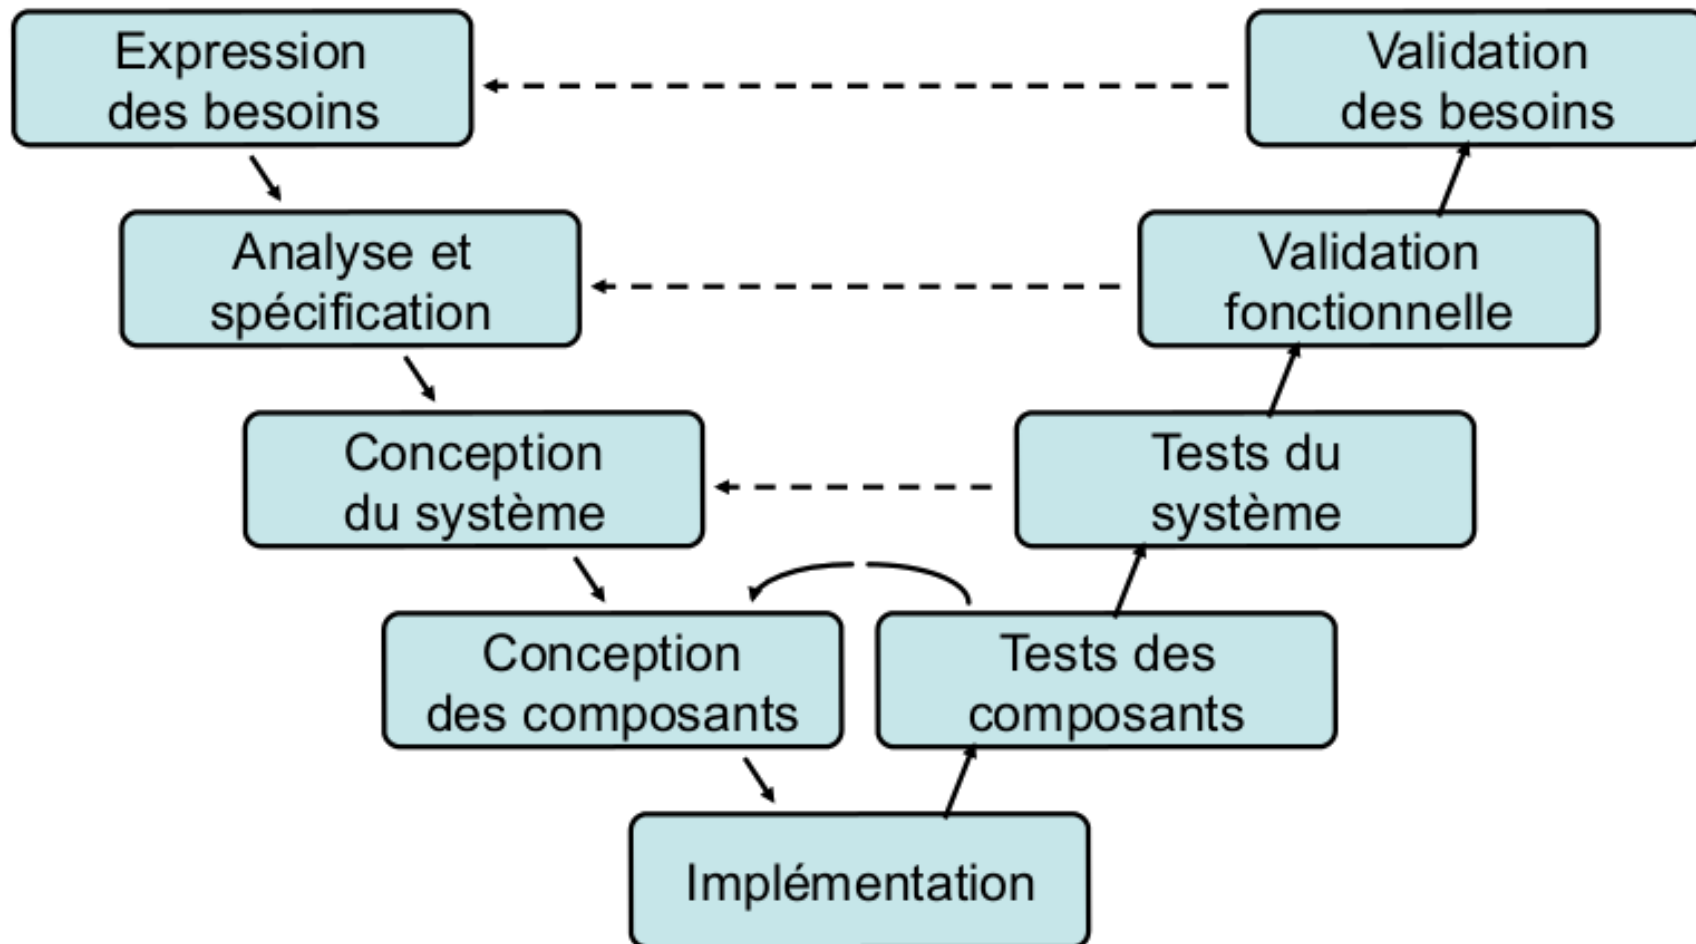 Expression
des besoins
Validation
des besoins
Analyse et
spécification
Validation
fonctionnelle
Conception
du système
Tests du
système
Conception
des composants
Tests des
composants
Implémentation